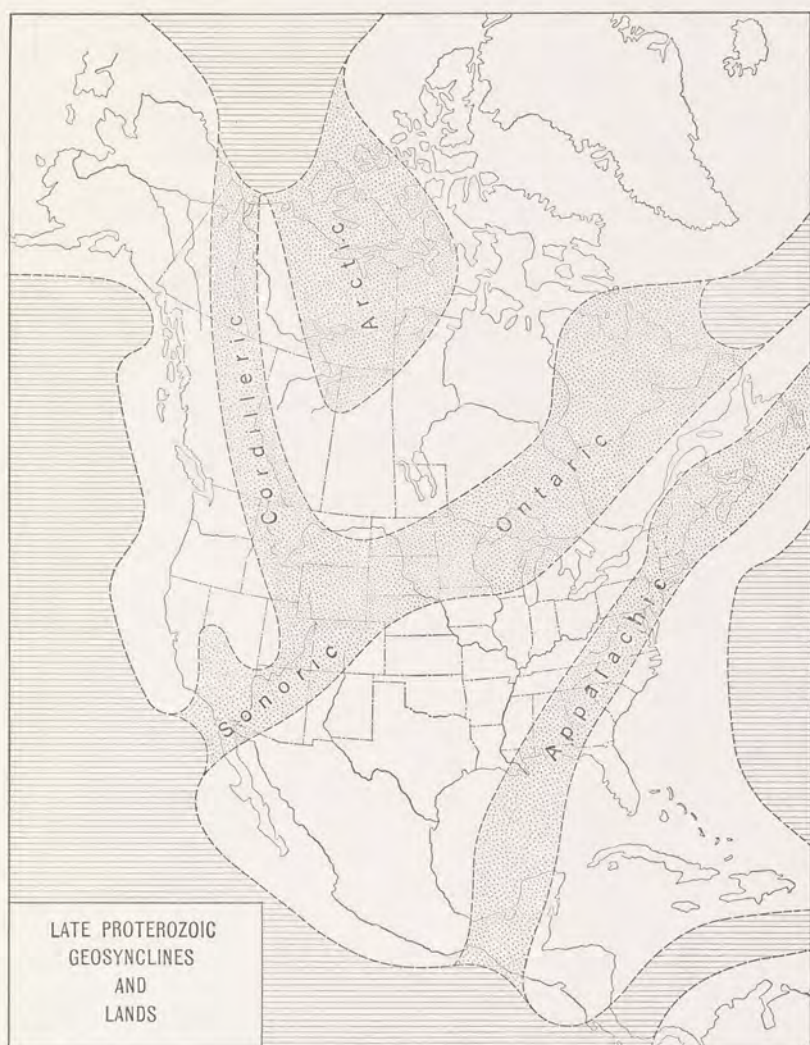 Arctic
Cordilleric
Ontaric
Sonoric
Appalachic
LATE PROTEROZOIC
GEOSYNCLINES
AND
LANDS